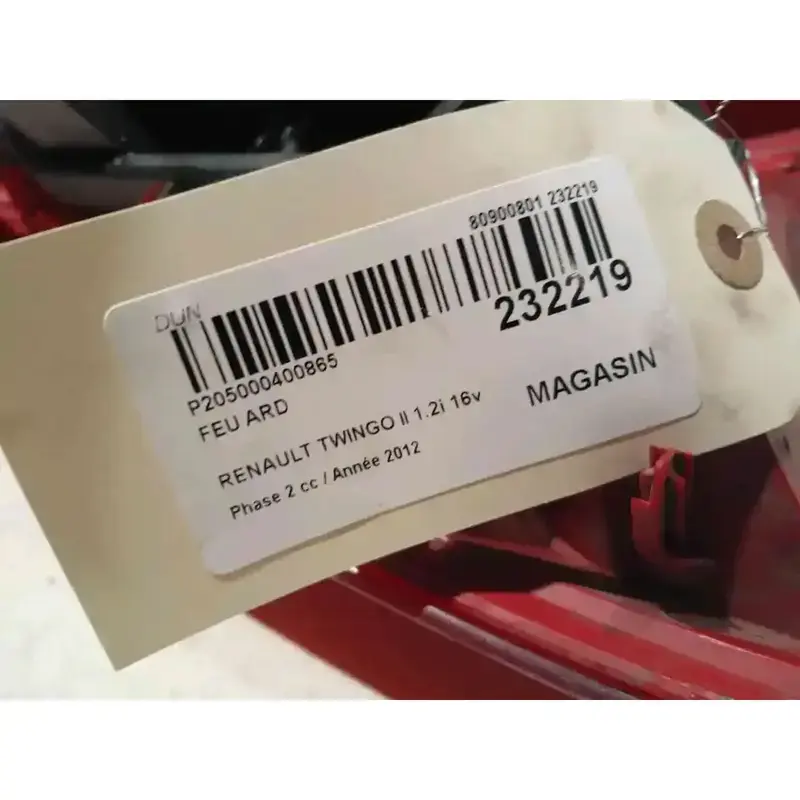 80900801 232219
DUN
232219
P205000400865
FEU ARD
MAGASIN
RENAULT TWINGO II 1.2i 16v
Phase 2 cc / Année 2012